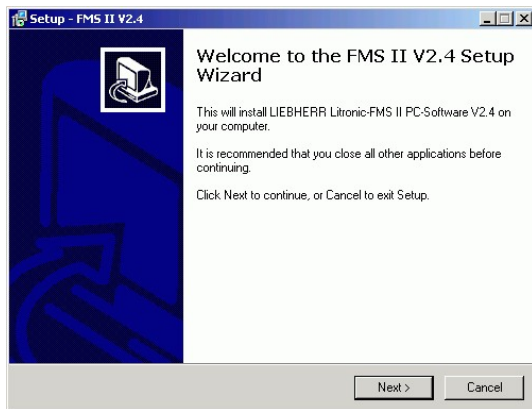 Setup - FMS II V2.4
Welcome to the FMS II V2.4 Setup
Wizard
This will install LIEBHERR Litronic-FMS II PC-Software V2.4 on
your computer.
It is recommended that you close all other applications before
continuing.
Click Next to continue, or Cancel to exit Setup.
Next >
Cancel